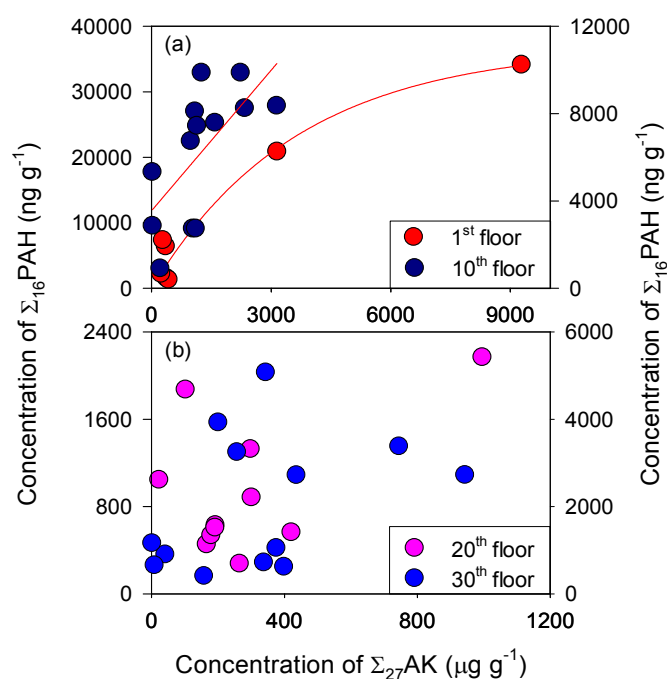 40000
30000
20000
10000
0
(a)
12000
8000
4000
0
1st floor
10th floor
0
3000
6000
9000
2400
1600
800
0
(b)
6000
4000
2000
0
20th floor
30th floor
0
400
800
1200
Concentration of Σ27AK (μg g-1)
Concentration of Σ16PAH (ng g-1)
Concentration of Σ16PAH (ng g-1)